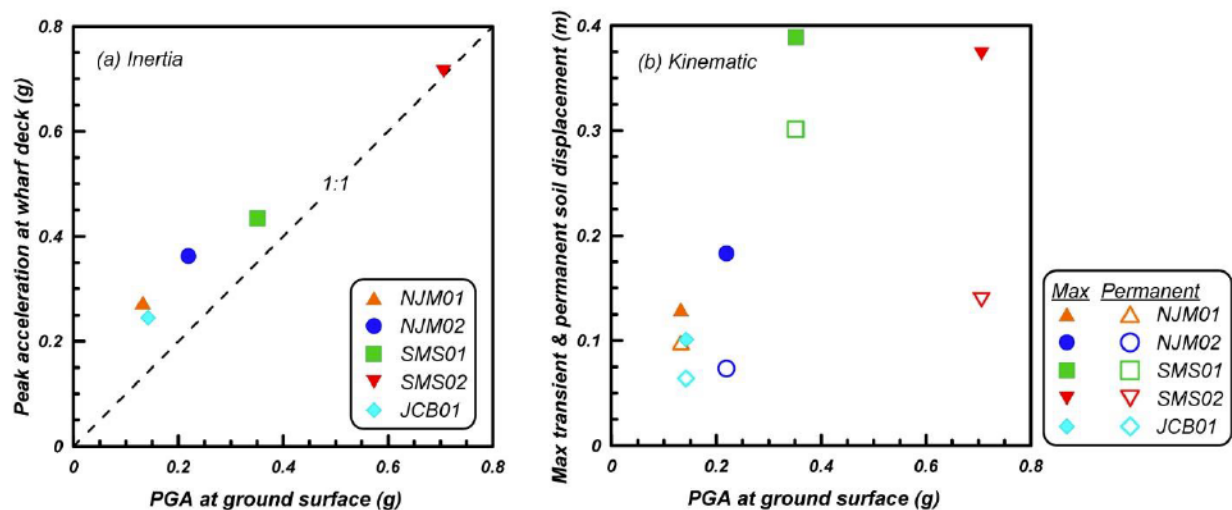 (a) Inertia
Peak acceleration at wharf deck (g)
0.8
0.6
0.4
0.2
0
1:1
NJM01
NJM02
SMS01
SMS02
JCB01
0
0.2
0.4
0.6
0.8
PGA at ground surface (g)
(b) Kinematic
Max transient & permanent soil displacement (m)
0.4
0.3
0.2
0.1
0
0
0.2
0.4
0.6
0.8
PGA at ground surface (g)
Max Permanent
NJM01
NJM02
SMS01
SMS02
JCB01